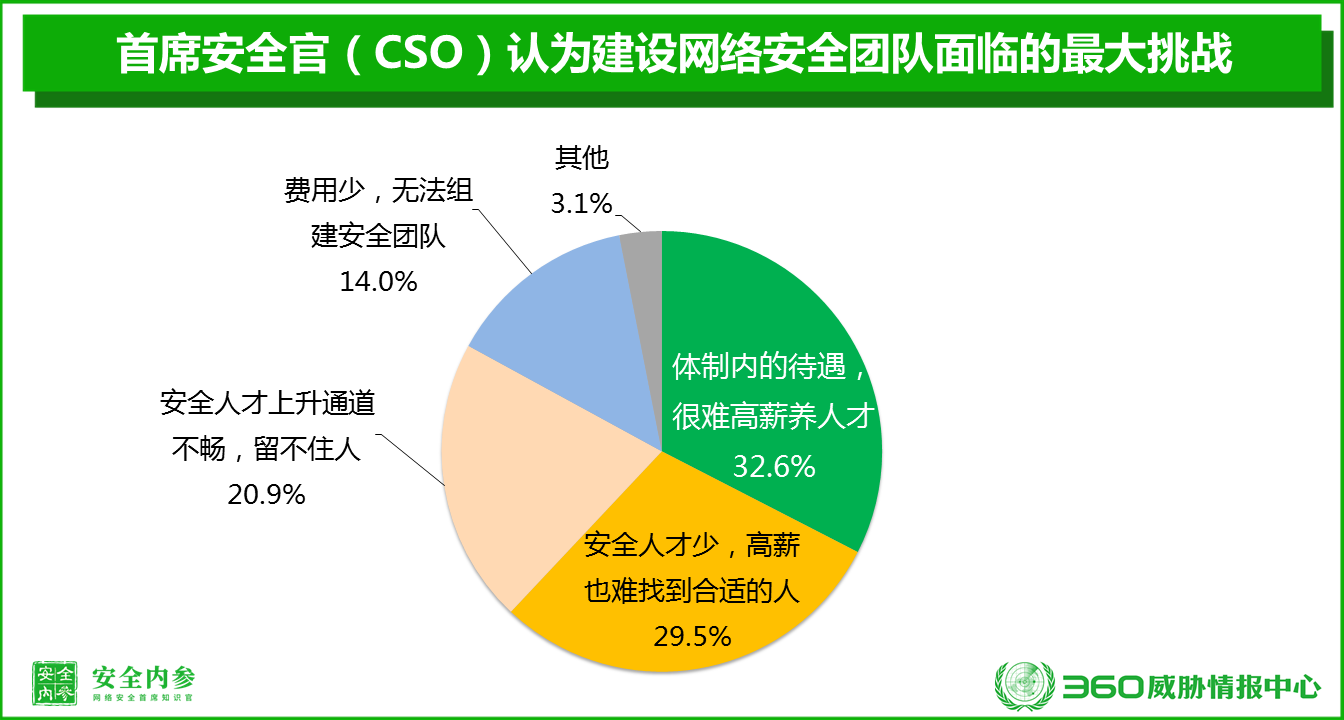 首席安全官（CSO）认为建设网络安全团队面临的最大挑战
其他
3.1%
费用少，无法组
建安全团队
14.0%
体制内的待遇，
很难高薪养人才
32.6%
安全人才上升通道
不畅，留不住人
20.9%
安全人才少，高薪
也难找到合适的人
29.5%
安全
内参
安全内参
网络安全首席知识官
360威胁情报中心